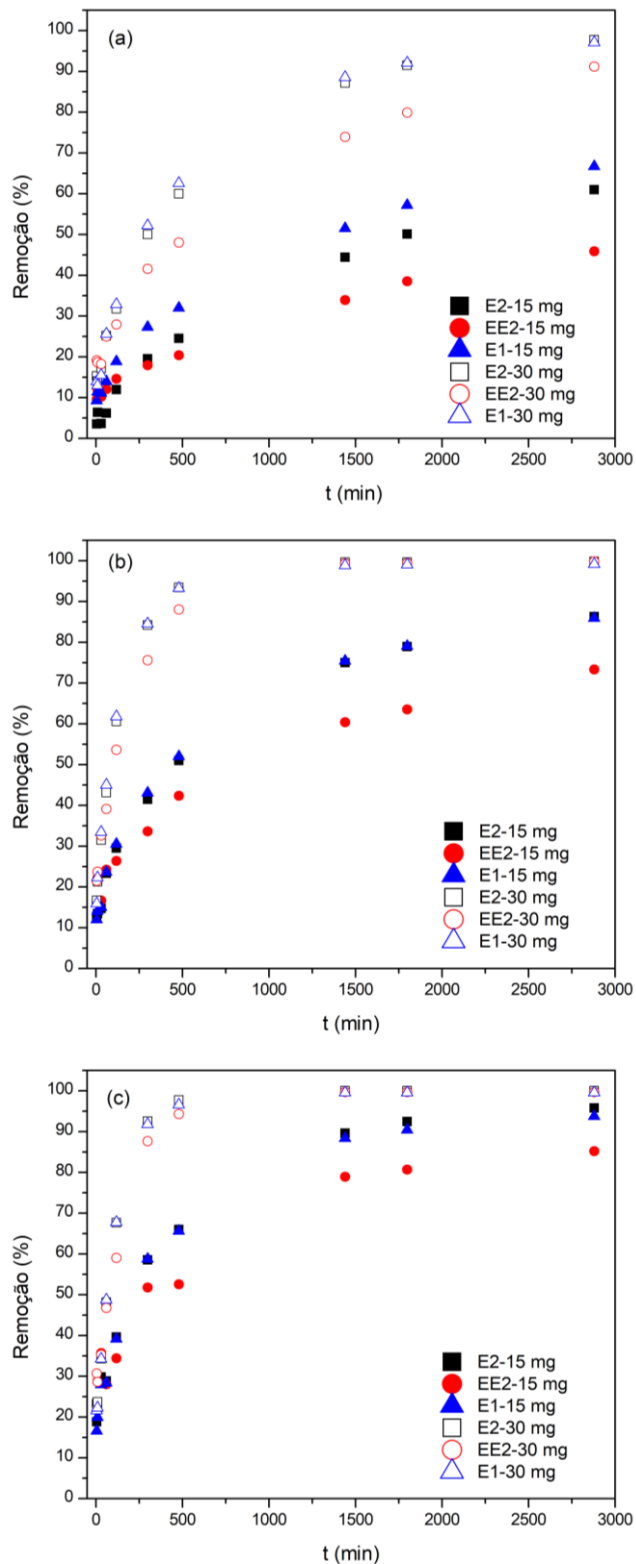 (a)
100
90
80
70
60
50
40
30
20
10
0
Remoção (%)
E2-15 mg
EE2-15 mg
E1-15 mg
E2-30 mg
EE2-30 mg
E1-30 mg
0 500 1000 1500 2000 2500 3000
t (min)
(b)
100
90
80
70
60
50
40
30
20
10
0
Remoção (%)
E2-15 mg
EE2-15 mg
E1-15 mg
E2-30 mg
EE2-30 mg
E1-30 mg
0 500 1000 1500 2000 2500 3000
t (min)
(c)
100
90
80
70
60
50
40
30
20
10
0
Remoção (%)
E2-15 mg
EE2-15 mg
E1-15 mg
E2-30 mg
EE2-30 mg
E1-30 mg
0 500 1000 1500 2000 2500 3000
t (min)